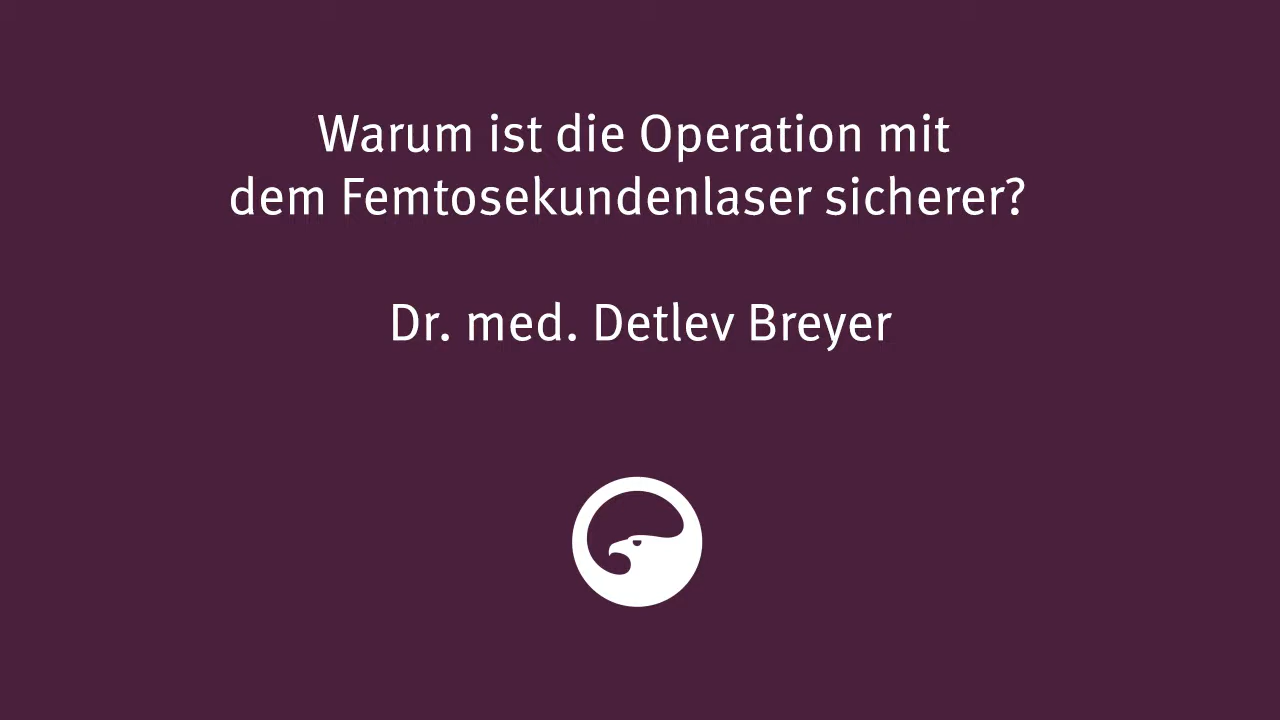 Warum ist die Operation mit
dem Femtosekundenlaser sicherer?
Dr. med. Detlev Breyer